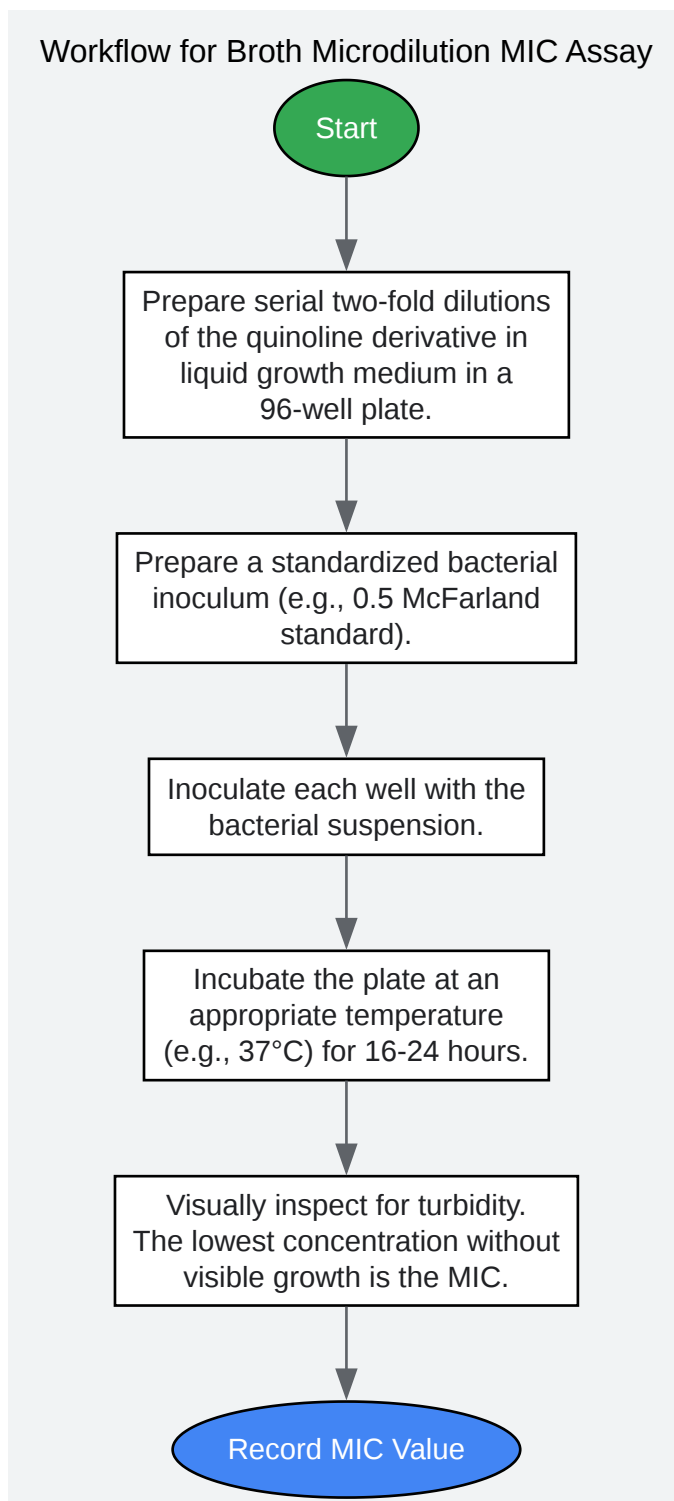 Workflow for Broth Microdilution MIC Assay
Start
Prepare serial two-fold dilutions
of the quinoline derivative in
liquid growth medium in a
96-well plate.
Prepare a standardized bacterial
inoculum (e.g., 0.5 McFarland
standard).
Inoculate each well with the
bacterial suspension.
Incubate the plate at an
appropriate temperature
(e.g., 37°C) for 16-24 hours.
Visually inspect for turbidity.
The lowest concentration without
visible growth is the MIC.
Record MIC Value